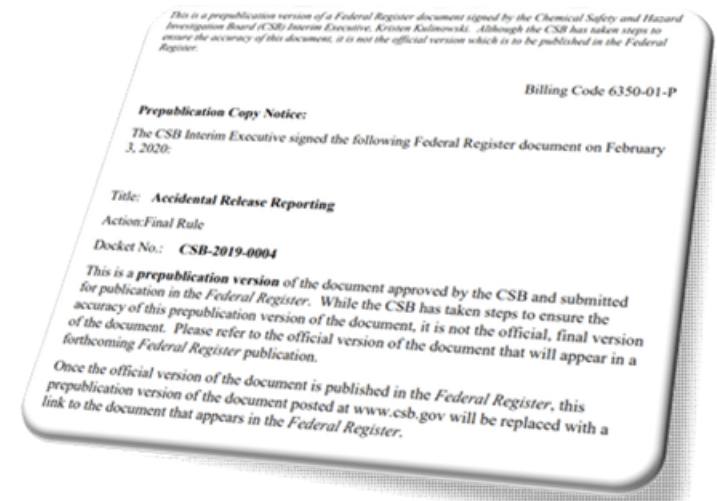 This is a prepublication version of a Federal Register document signed by the Chemical Safety and Hazard
Investigation Board (CSB) Interim Executive, Kristen Kulinowski. Although the CSB has taken steps to
ensure the accuracy of this document, it is not the official version which is to be published in the Federal
Register.
Billing Code 6350-01-P
Prepublication Copy Notice:
The CSB Interim Executive signed the following Federal Register document on February
3, 2020:
Title: Accidental Release Reporting
Action:Final Rule
Docket No.: CSB-2019-0004
This is a prepublication version of the document approved by the CSB and submitted
for publication in the Federal Register. While the CSB has taken steps to ensure the
accuracy of this prepublication version of the document, it is not the official, final version
of the document. Please refer to the official version of the document that will appear in a
forthcoming Federal Register publication.
Once the official version of the document is published in the Federal Register, this
prepublication version of the document posted at www.csb.gov will be replaced with a
link to the document that appears in the Federal Register.